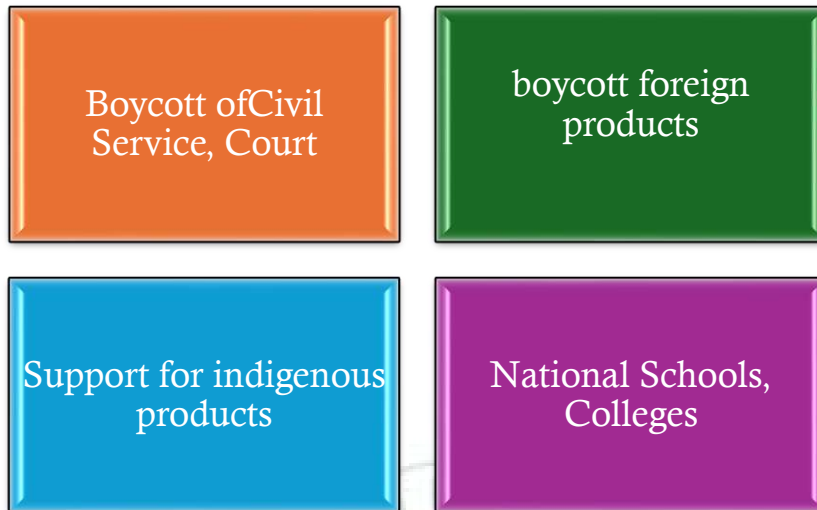 Boycott ofCivil
Service, Court
boycott foreign
products
Support for indigenous
products
National Schools,
Colleges